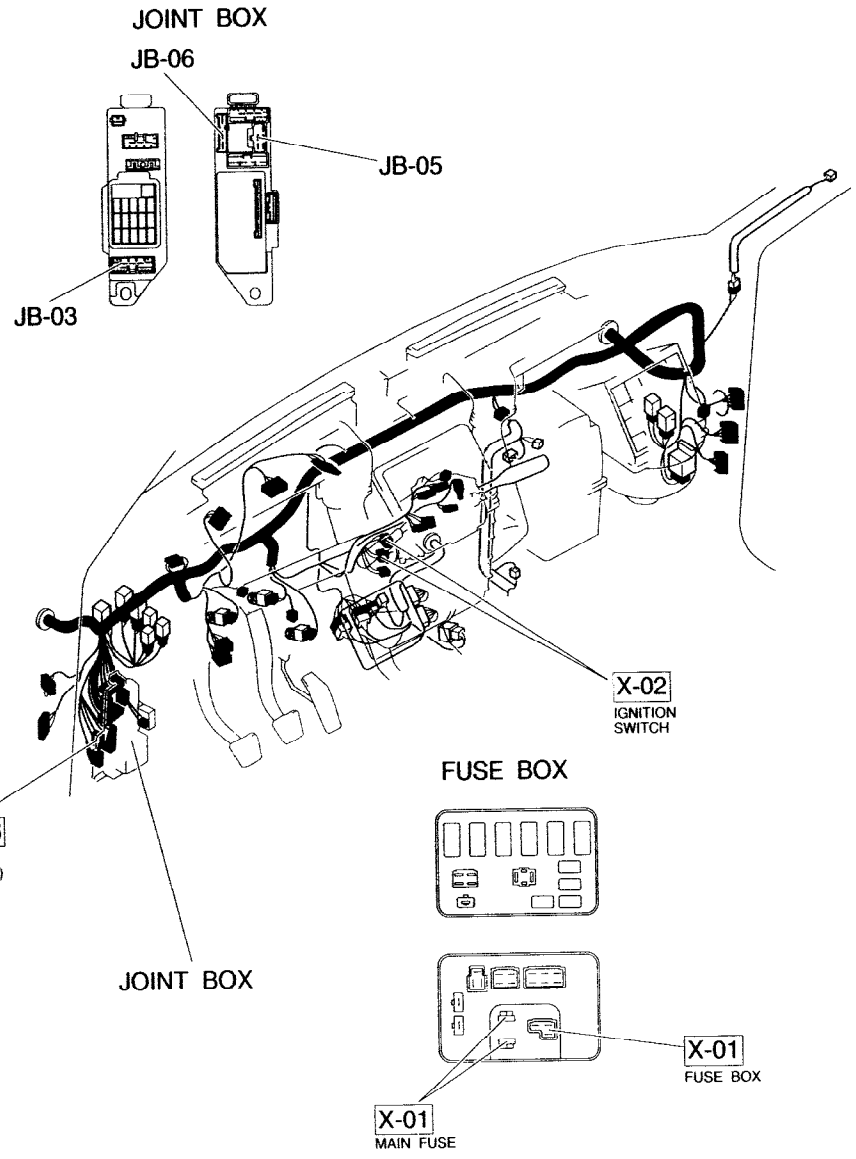 JOINT BOX
JB-06
JB-05
JB-03
X-02
IGNITION
SWITCH
FUSE BOX
JOINT BOX
X-01
FUSE BOX
X-01
MAIN FUSE